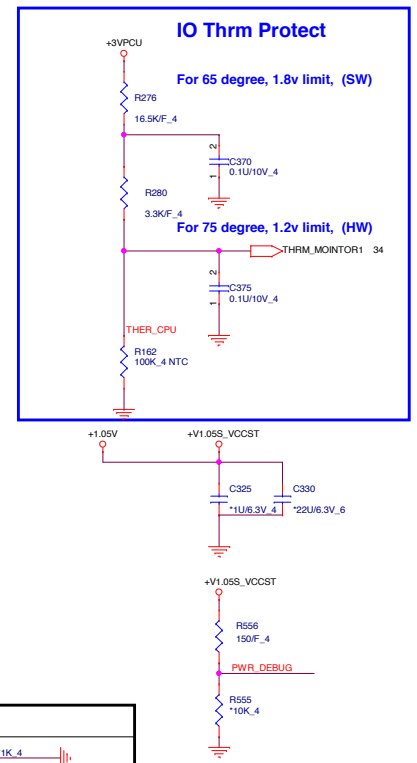 IO Thrm Protect
+3VPCU
For 65 degree, 1.8v limit, (SW)
R276
16.5K/F_4
2
C370
0.1U/10V_4
1
R280
3.3K/F_4
For 75 degree, 1.2v limit, (HW)
THRM_MOINTOR1 34
2
C375
0.1U/10V_4
1
THER_CPU
R162
100K_4 NTC
+1.05V
+V1.05S_VCCST
C325
*1U/6.3V_4
C330
*22U/6.3V_6
+V1.05S_VCCST
R556
150/F_4
PWR_DEBUG
R555
*10K_4
1K_4